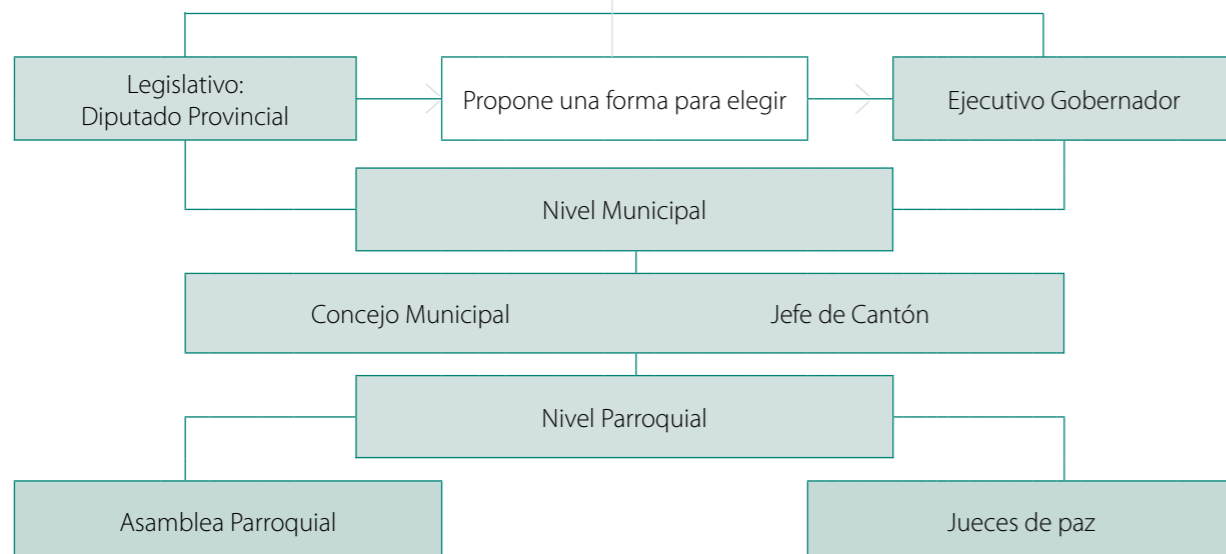 Legislativo:
Diputado Provincial
Propone una forma para elegir
Ejecutivo Gobernador
Nivel Municipal
Concejo Municipal
Jefe de Cantón
Nivel Parroquial
Asamblea Parroquial
Jueces de paz